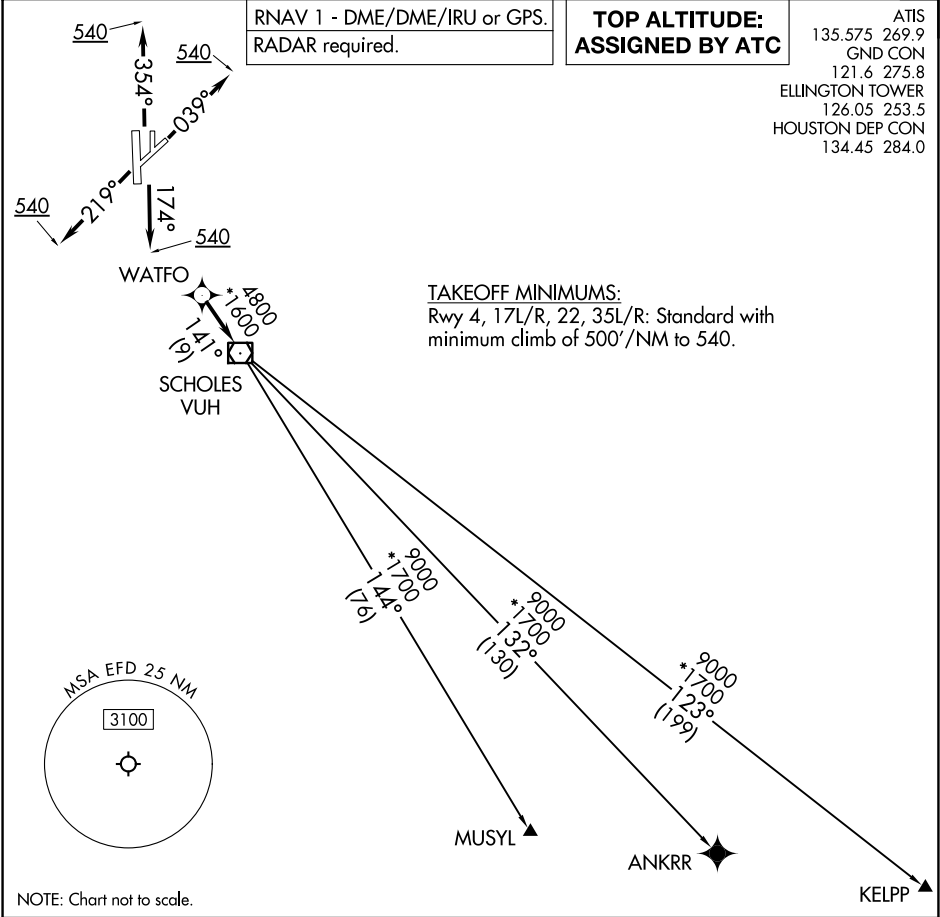 RNAV 1 - DME/DME/IRU or GPS.
RADAR required.
TOP ALTITUDE:
ASSIGNED BY ATC
ATIS
135.575 269.9
GND CON
121.6 275.8
ELLINGTON TOWER
126.05 253.5
HOUSTON DEP CON
134.45 284.0
540
354°
540
039°
540
219°
174°
540
WATFO
4800
*1600
141°
(9)
SCHOLES
VUH
TAKEOFF MINIMUMS:
Rwy 4, 17L/R, 22, 35L/R: Standard with
minimum climb of 500'/NM to 540.
9000
*1700
144°
(76)
9000
*1700
132°
(130)
9000
*1700
123°
(199)
MSA EFD 25 NM
3100
MUSYL
ANKRR
KELPP
NOTE: Chart not to scale.